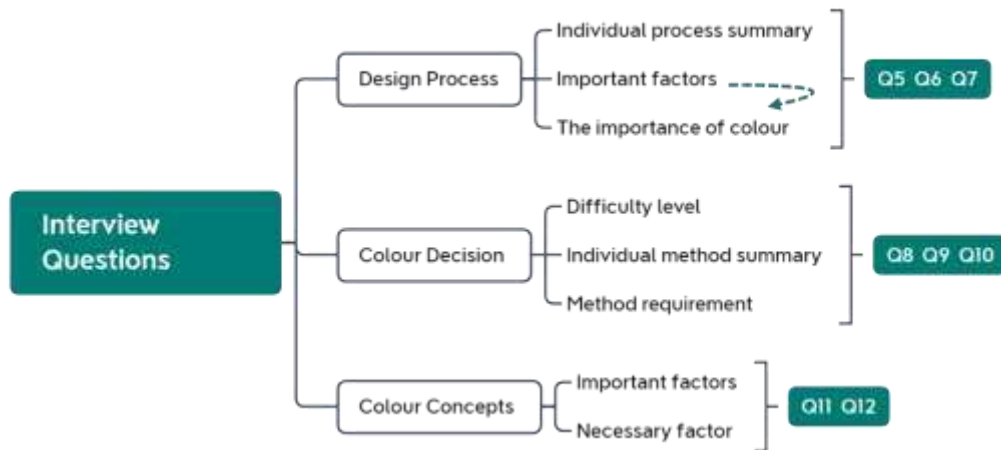 Interview
Questions
Design Process
Individual process summary
Important factors
The importance of colour
Q5 Q6 Q7
Colour Decision
Difficulty level
Individual method summary
Method requirement
Q8 Q9 Q10
Colour Concepts
Important factors
Necessary factor
Q11 Q12